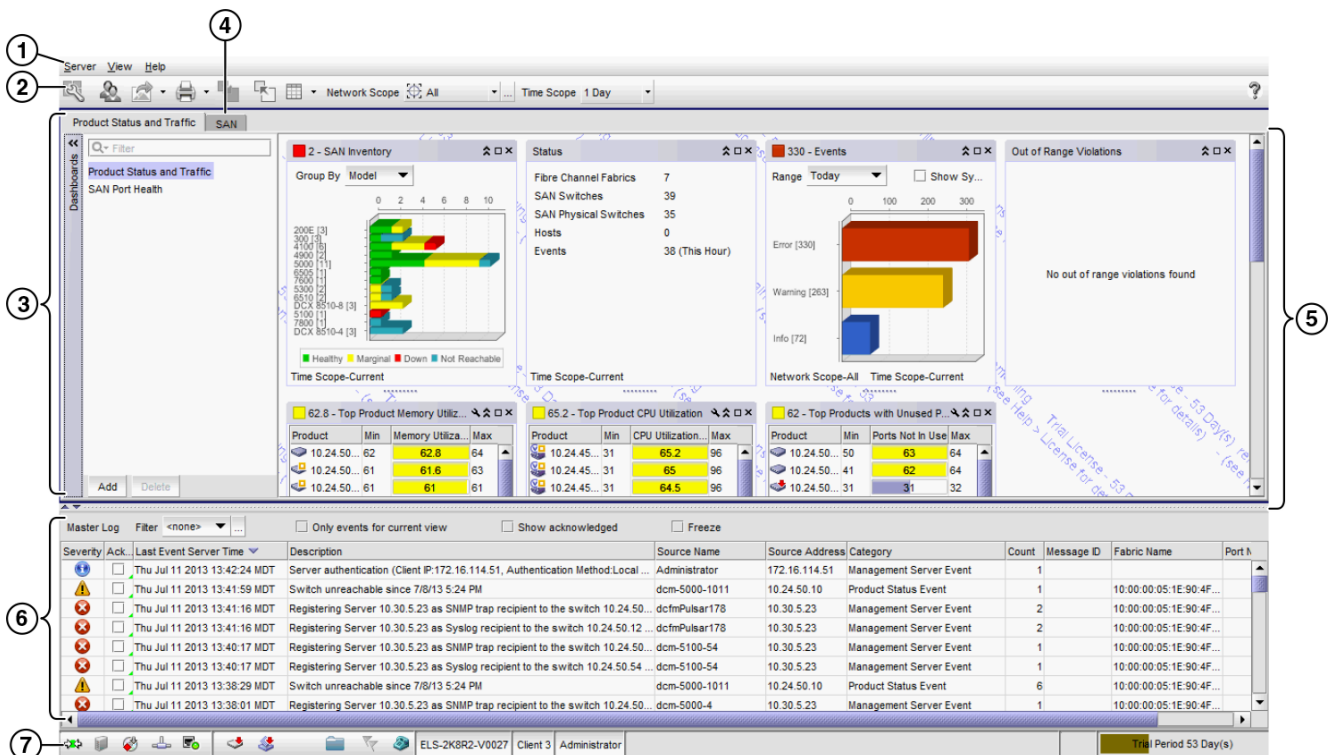 4
1
Server View Help
2
Network Scope All ... Time Scope 1 Day ?
3
Product Status and Traffic SAN
Dashboards
Filter
Product Status and Traffic
SAN Port Health
Add Delete
2 - SAN Inventory
Group By Model
0 2 4 6 8 10
200E [3]
300 [3]
4100 [6]
4900 [2]
5000 [11]
6505 [1]
7600 [1]
5300 [2]
6510 [2]
DCX 8510-8 [3]
5100 [1]
7800 [1]
DCX 8510-4 [3]
Healthy Marginal Down Not Reachable
Time Scope-Current
Status
Fibre Channel Fabrics 7
SAN Switches 39
SAN Physical Switches 35
Hosts 0
Events 38 (This Hour)
Time Scope-Current
330 - Events
Range Today Show Sy...
0 100 200 300
Error [330]
Warning [263]
Info [72]
Network Scope-All Time Scope-Current
Out of Range Violations
No out of range violations found
5
Trial License - 53 Day(s)
(see Help > License for details)
62.8 - Top Product Memory Utiliz...
Product Min Memory Utiliza... Max
10.24.50... 62 62.8 64
10.24.50... 61 61.6 63
10.24.50... 61 61 61
65.2 - Top Product CPU Utilization
Product Min CPU Utilization... Max
10.24.45... 31 65.2 96
10.24.45... 31 65 96
10.24.45... 31 64.5 96
62 - Top Products with Unused P...
Product Min Ports Not In Use Max
10.24.50... 50 63 64
10.24.50... 41 62 64
10.24.50... 31 31 32
6
Master Log Filter <none> ... Only events for current view Show acknowledged Freeze
Severity Ack... Last Event Server Time Description Source Name Source Address Category Count Message ID Fabric Name Port N
Thu Jul 11 2013 13:42:24 MDT Server authentication (Client IP:172.16.114.51, Authentication Method:Local ... Administrator 172.16.114.51 Management Server Event 1
Thu Jul 11 2013 13:41:59 MDT Switch unreachable since 7/8/13 5:24 PM dcm-5000-1011 10.24.50.10 Product Status Event 1 10:00:00:05:1E:90:4F...
Thu Jul 11 2013 13:41:16 MDT Registering Server 10.30.5.23 as SNMP trap recipient to the switch 10.24.50... dcfmPulsar178 10.30.5.23 Management Server Event 2 10:00:00:05:1E:90:4F...
Thu Jul 11 2013 13:41:16 MDT Registering Server 10.30.5.23 as Syslog recipient to the switch 10.24.50.12 ... dcfmPulsar178 10.30.5.23 Management Server Event 2 10:00:00:05:1E:90:4F...
Thu Jul 11 2013 13:40:17 MDT Registering Server 10.30.5.23 as SNMP trap recipient to the switch 10.24.50... dcm-5100-54 10.30.5.23 Management Server Event 1 10:00:00:05:1E:90:4F...
Thu Jul 11 2013 13:40:17 MDT Registering Server 10.30.5.23 as Syslog recipient to the switch 10.24.50.54 ... dcm-5100-54 10.30.5.23 Management Server Event 1 10:00:00:05:1E:90:4F...
Thu Jul 11 2013 13:38:29 MDT Switch unreachable since 7/8/13 5:24 PM dcm-5000-1011 10.24.50.10 Product Status Event 6 10:00:00:05:1E:90:4F...
Thu Jul 11 2013 13:38:01 MDT Registering Server 10.30.5.23 as SNMP trap recipient to the switch 10.24.50... dcm-5000-4 10.30.5.23 Management Server Event 1 10:00:00:05:1E:90:4F...
7
ELS-2K8R2-V0027 Client 3 Administrator Trial Period 53 Day(s)